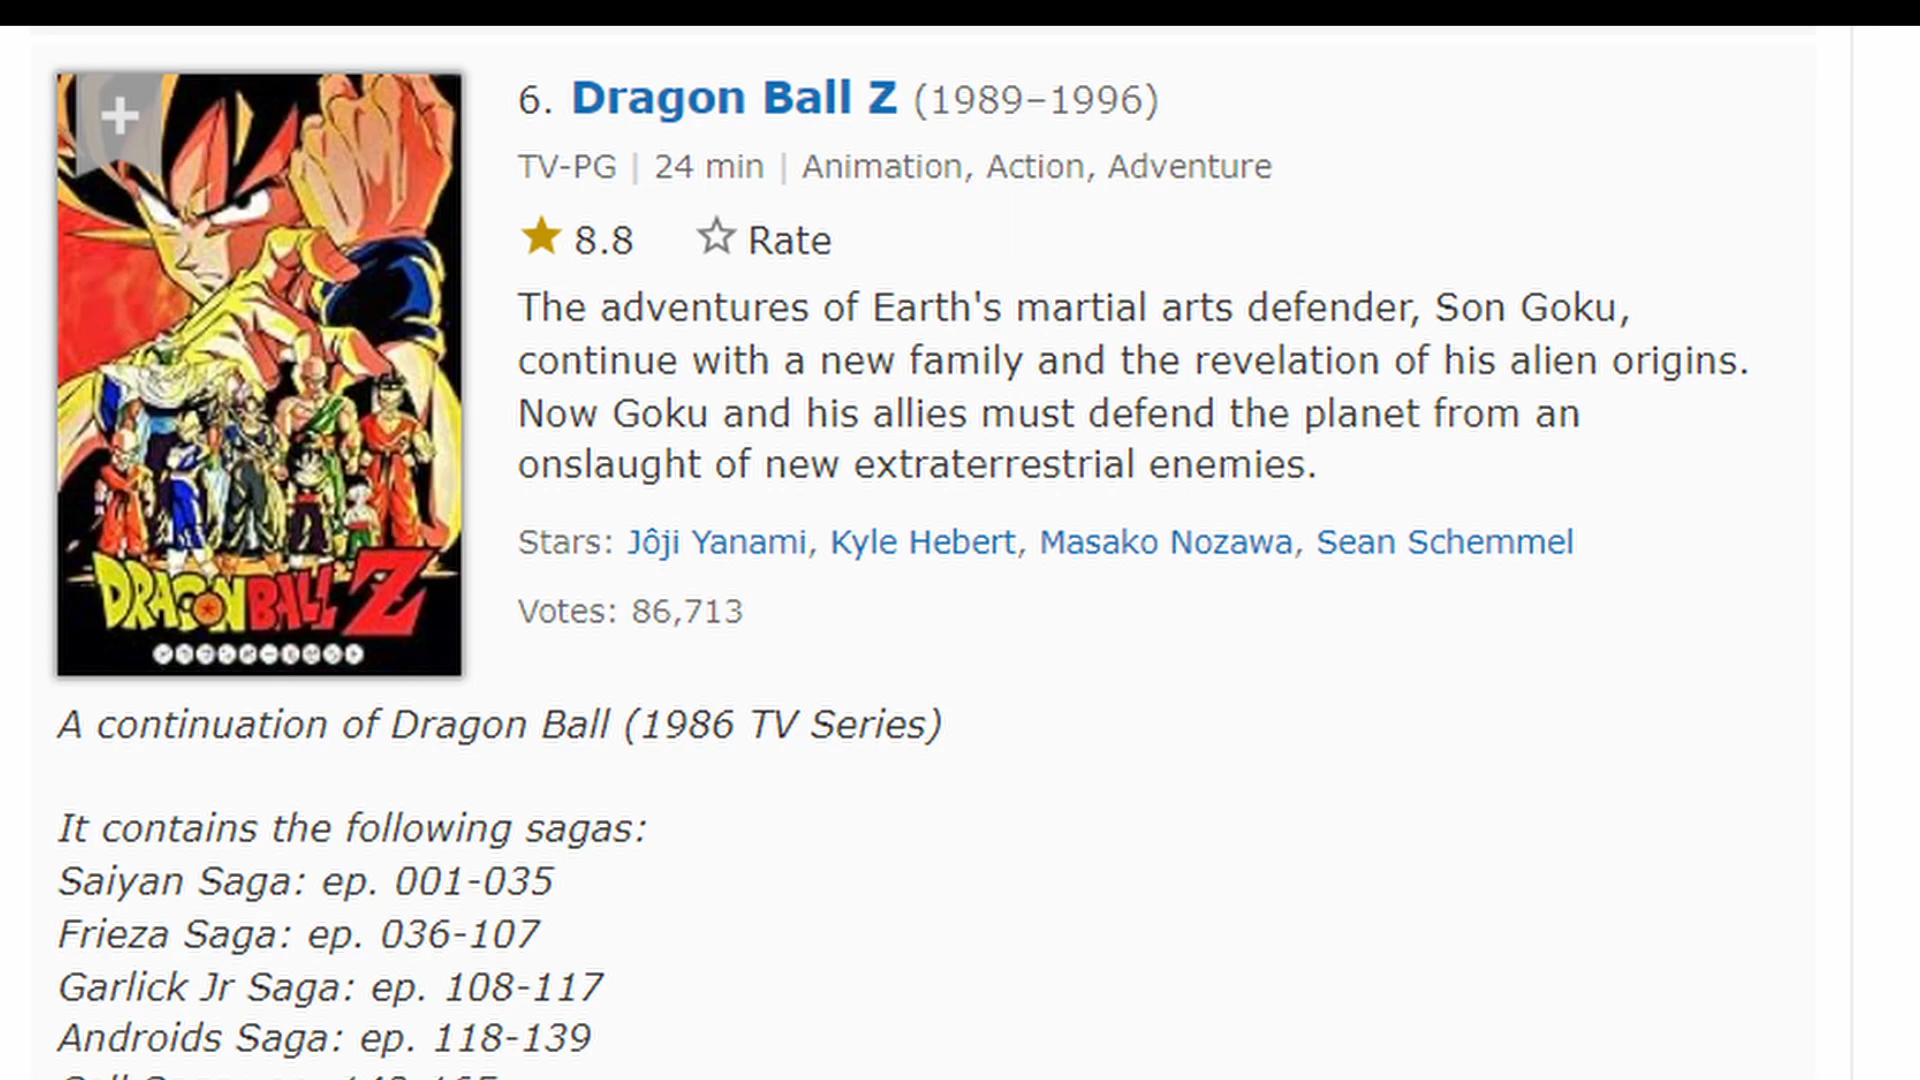 6. Dragon Ball Z (1989–1996)
TV-PG | 24 min | Animation, Action, Adventure
8.8 Rate
The adventures of Earth's martial arts defender, Son Goku,
continue with a new family and the revelation of his alien origins.
Now Goku and his allies must defend the planet from an
onslaught of new extraterrestrial enemies.
Stars: Jôji Yanami, Kyle Hebert, Masako Nozawa, Sean Schemmel
Votes: 86,713
DRAGON BALL Z
A continuation of Dragon Ball (1986 TV Series)
It contains the following sagas:
Saiyan Saga: ep. 001-035
Frieza Saga: ep. 036-107
Garlick Jr Saga: ep. 108-117
Androids Saga: ep. 118-139